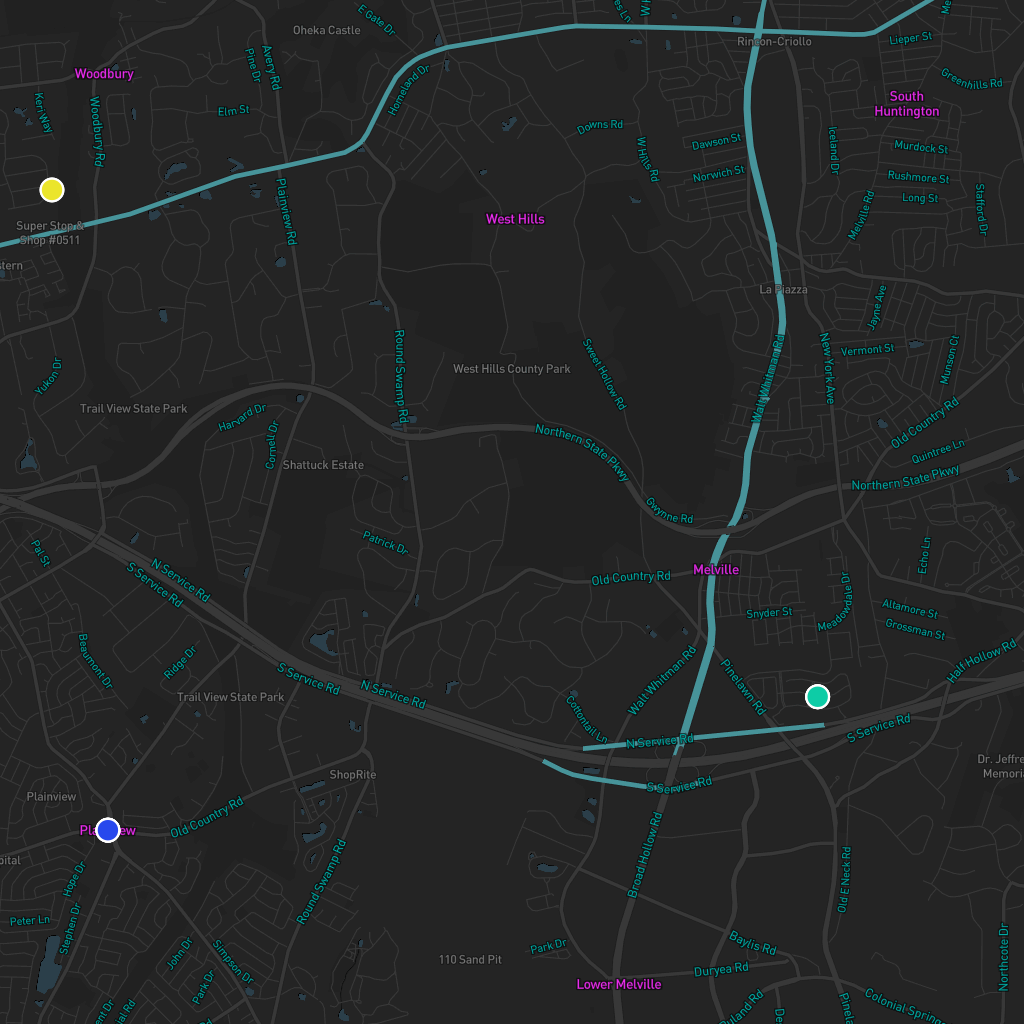 E Gate Dr
Oheka Castle
Rincon-Criollo
Lieper St
Woodbury
Avery Rd
Pine Dr
Homeland Dr
Greenhills Rd
South
Huntington
Kerri Way
Woodbury Rd
Elm St
Downs Rd
W Hills Rd
Dawson St
Iceland Dr
Murdock St
Norwich St
Rushmore St
Long St
Stafford Dr
Melville Rd
Plainview Rd
West Hills
Super Stop &
Shop #0511
stern
La Piazza
Jayne Ave
Yukon Dr
Round Swamp Rd
West Hills County Park
Sweet Hollow Rd
Walt Whitman Rd
New York Ave
Vermont St
Munson Ct
Trail View State Park
Harvard Dr
Cornell Dr
Old Country Rd
Northern State Pkwy
Quintree Ln
Shattuck Estate
Northern State Pkwy
Gwynne Rd
Pal St
Patrick Dr
Echo Ln
N Service Rd
S Service Rd
Old Country Rd
Melville
Meadowdale Dr
Snyder St
Altamore St
Grossman St
Beaumont Dr
Ridge Dr
S Service Rd
N Service Rd
Trail View State Park
Walt Whitman Rd
Pinelawn Rd
Half Hollow Rd
Cottontail Ln
N Service Rd
S Service Rd
S Service Rd
Dr. Jeffre
Memoria
ShopRite
Plainview
Old Country Rd
pital
Hope Dr
Round Swamp Rd
Broad Hollow Rd
Old E Neck Rd
Peter Ln
Stephen Dr
John Dr
Simpson Dr
Park Dr
110 Sand Pit
Park Dr
Baylis Rd
Duryea Rd
Northcote Dr
Lower Melville
Ruland Rd
Colonial Springs